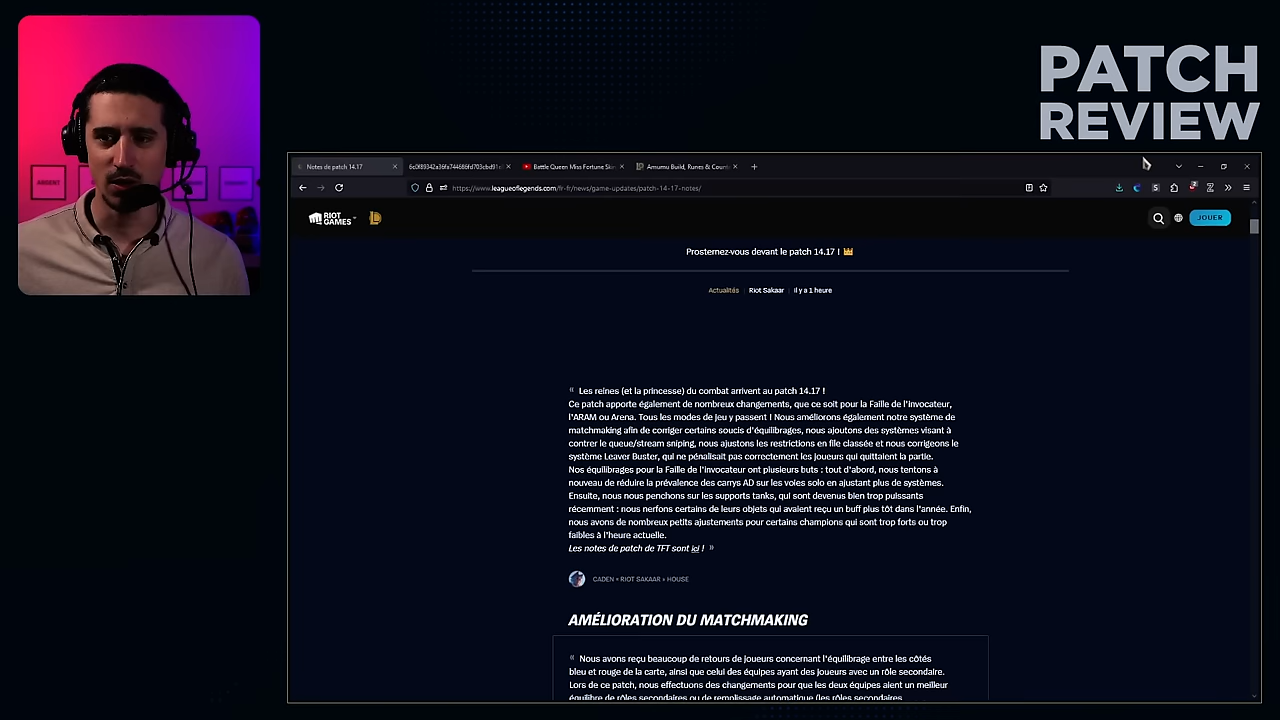 PATCH
REVIEW
ARGENT
Notes de patch 14.17
Battle Queen Miss Fortune Ski
Amumu Build, Runes & Count
https://www.leagueoflegends.com/fr-fr/news/game-updates/patch-14-17-notes/
RIOT GAMES
JOUER
Prosternez-vous devant le patch 14.17 !
Actualités | Riot Sakaar | il y a 1 heure
« Les reines (et la princesse) du combat arrivent au patch 14.17 !
Ce patch apporte également de nombreux changements, que ce soit pour la Faille de l'invocateur,
l'ARAM ou Arena. Tous les modes de jeu y passent ! Nous améliorons également notre système de
matchmaking afin de corriger certains soucis d'équilibrages, nous ajoutons des systèmes visant à
contrer le queue/stream sniping, nous ajustons les restrictions en file classée et nous corrigeons le
système Leaver Buster, qui ne pénalisait pas correctement les joueurs qui quittaient la partie.
Nos équilibrages pour la Faille de l'invocateur ont plusieurs buts : tout d'abord, nous tentons à
nouveau de réduire la prévalence des carrys AD sur les voies solo en ajustant plus de systèmes.
Ensuite, nous nous penchons sur les supports tanks, qui sont devenus bien trop puissants
récemment : nous nerfons certains de leurs objets qui avaient reçu un buff plus tôt dans l'année. Enfin,
nous avons de nombreux petits ajustements pour certains champions qui sont trop forts ou trop
faibles à l'heure actuelle.
Les notes de patch de TFT sont ici ! »
CADEN • RIOT SAKAAR • HOUSE
AMÉLIORATION DU MATCHMAKING
« Nous avons reçu beaucoup de retours de joueurs concernant l'équilibrage entre les côtés
bleu et rouge de la carte, ainsi que celui des équipes ayant des joueurs avec un rôle secondaire.
Lors de ce patch, nous effectuons des changements pour que les deux équipes aient un meilleur
équilibre de rôles secondaires ou de remplissage automatique (les rôles secondaires